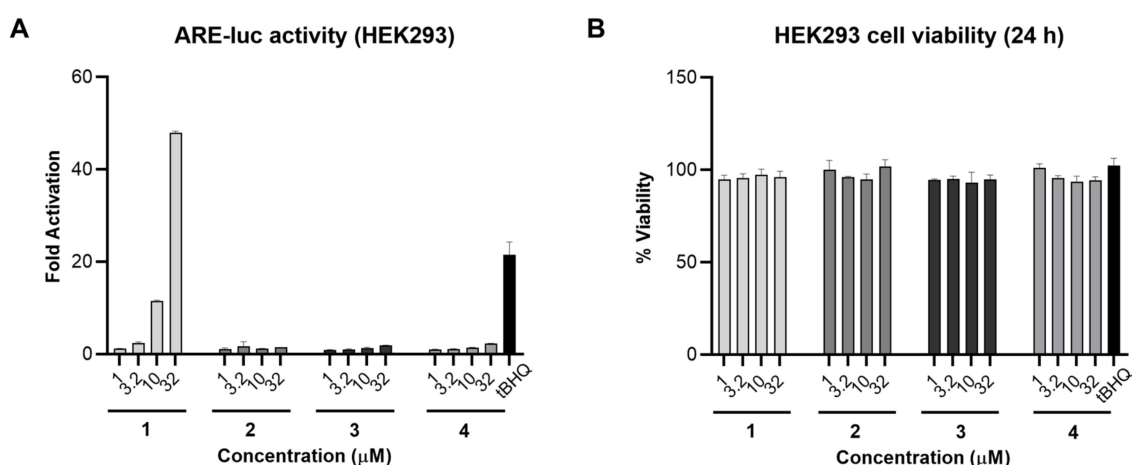 A
ARE-luc activity (HEK293)
60
40
20
0
Fold Activation
1 3.2 10 32 1 3.2 10 32 1 3.2 10 32 1 3.2 10 32 tBHQ
1 2 3 4
Concentration (μM)
B
HEK293 cell viability (24 h)
150
100
50
0
% Viability
1 3.2 10 32 1 3.2 10 32 1 3.2 10 32 1 3.2 10 32 tBHQ
1 2 3 4
Concentration (μM)